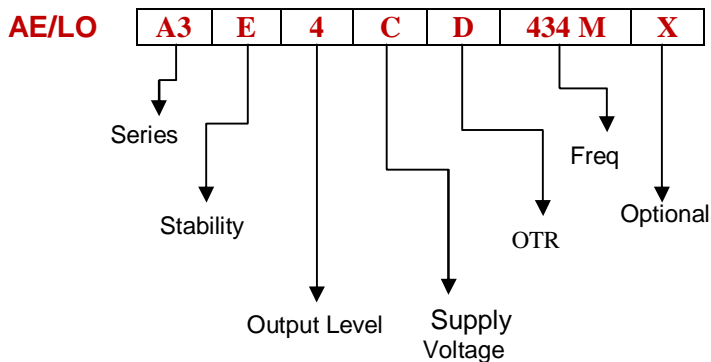 AE/LO A3 E 4 C D 434 M X
Series
Freq
Stability
OTR
Optional
Output Level
Supply
Voltage